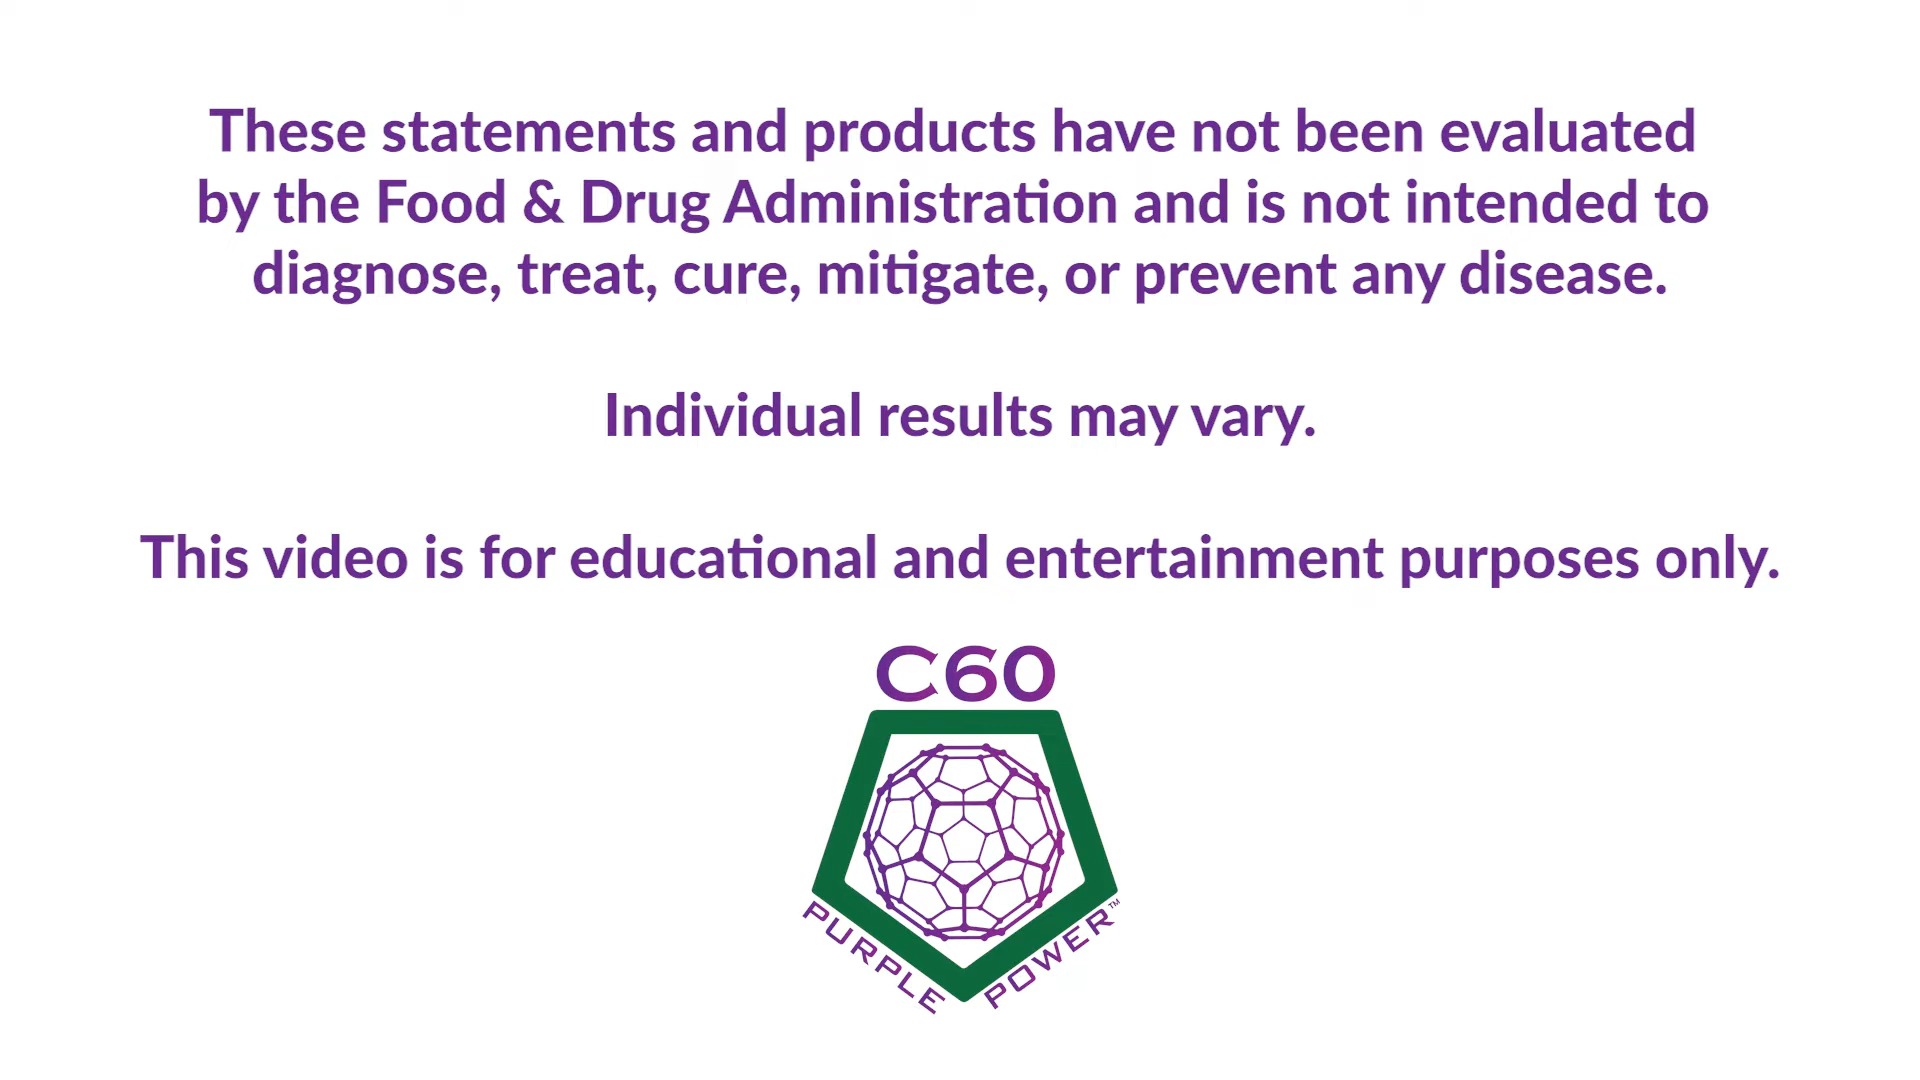 These statements and products have not been evaluated
by the Food & Drug Administration and is not intended to
diagnose, treat, cure, mitigate, or prevent any disease.
Individual results may vary.
This video is for educational and entertainment purposes only.
C60
PURPLE POWER™